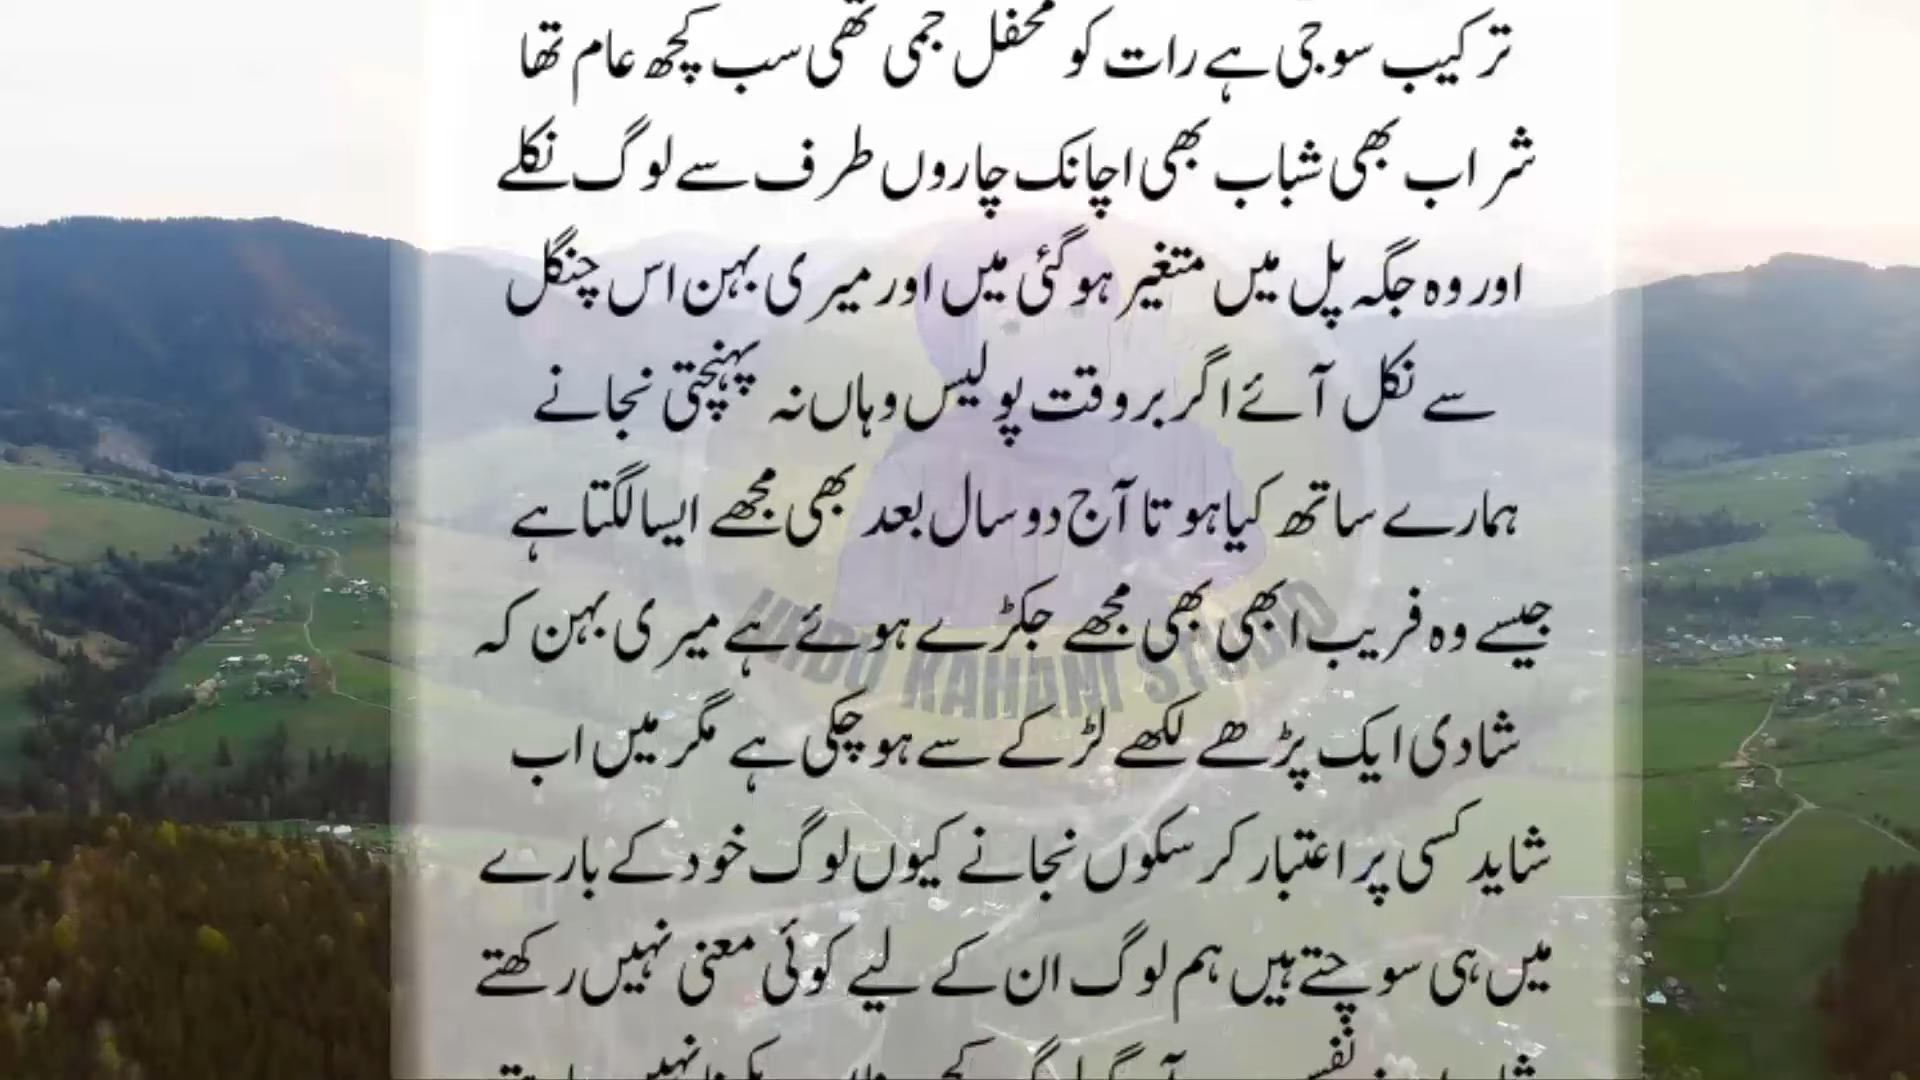 ترکیب سوجی ہے رات کو محفل جمی تھی سب کچھ عام تھا
شراب بھی شباب بھی اچانک چاروں طرف سے لوگ نکلے
اور وہ جگہ پل میں متغیر ہو گئی میں اور میری بہن اس چنگل
سے نکل آئے اگر بروقت پولیس وہاں نہ پہنچتی نجانے
ہمارے ساتھ کیا ہوتا آج دو سال بعد بھی مجھے ایسا لگتا ہے
جیسے وہ فریب ابھی بھی مجھے جکڑے ہوئے ہے میری بہن کہ
شادی ایک پڑھے لکھے لڑکے سے ہو چکی ہے مگر میں اب
شاید کسی پر اعتبار کر سکوں نجانے کیوں لوگ خود کے بارے
میں ہی سوچتے ہیں ہم لوگ ان کے لیے کوئی معنی نہیں رکھتے
URDU KAHANI STUDIO